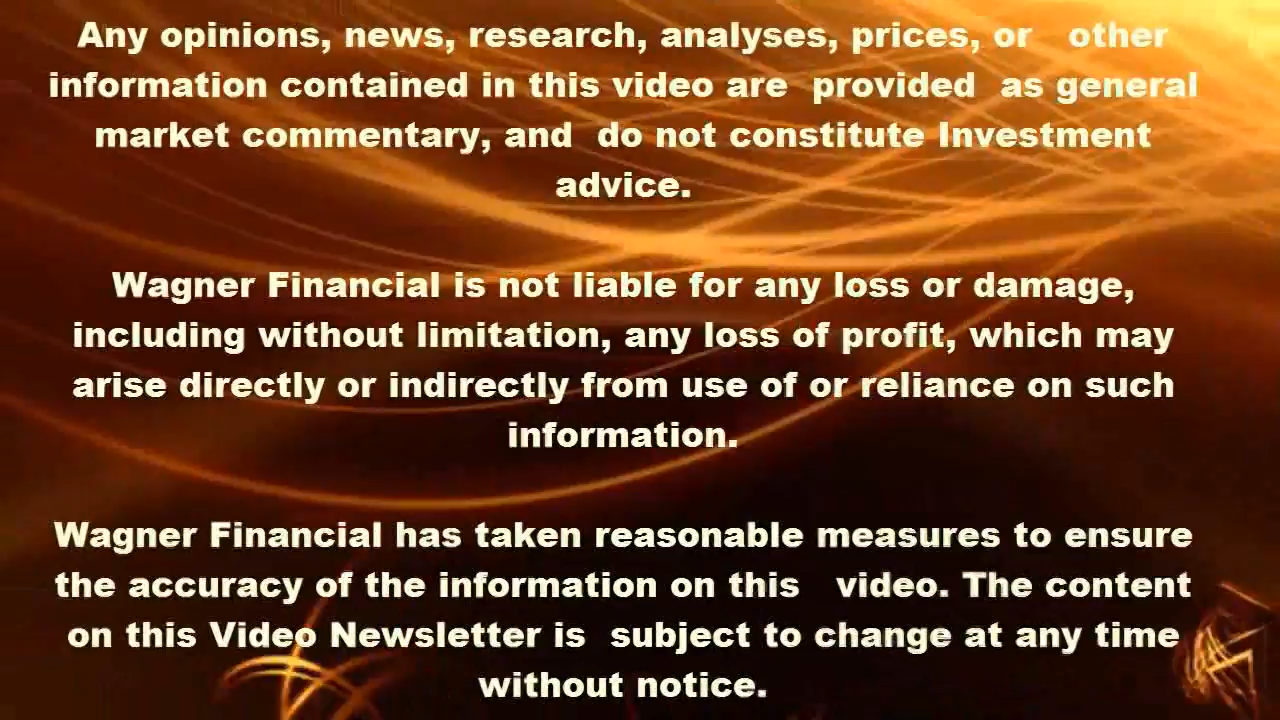 Any opinions, news, research, analyses, prices, or other
information contained in this video are provided as general
market commentary, and do not constitute Investment
advice.
Wagner Financial is not liable for any loss or damage,
including without limitation, any loss of profit, which may
arise directly or indirectly from use of or reliance on such
information.
Wagner Financial has taken reasonable measures to ensure
the accuracy of the information on this video. The content
on this Video Newsletter is subject to change at any time
without notice.